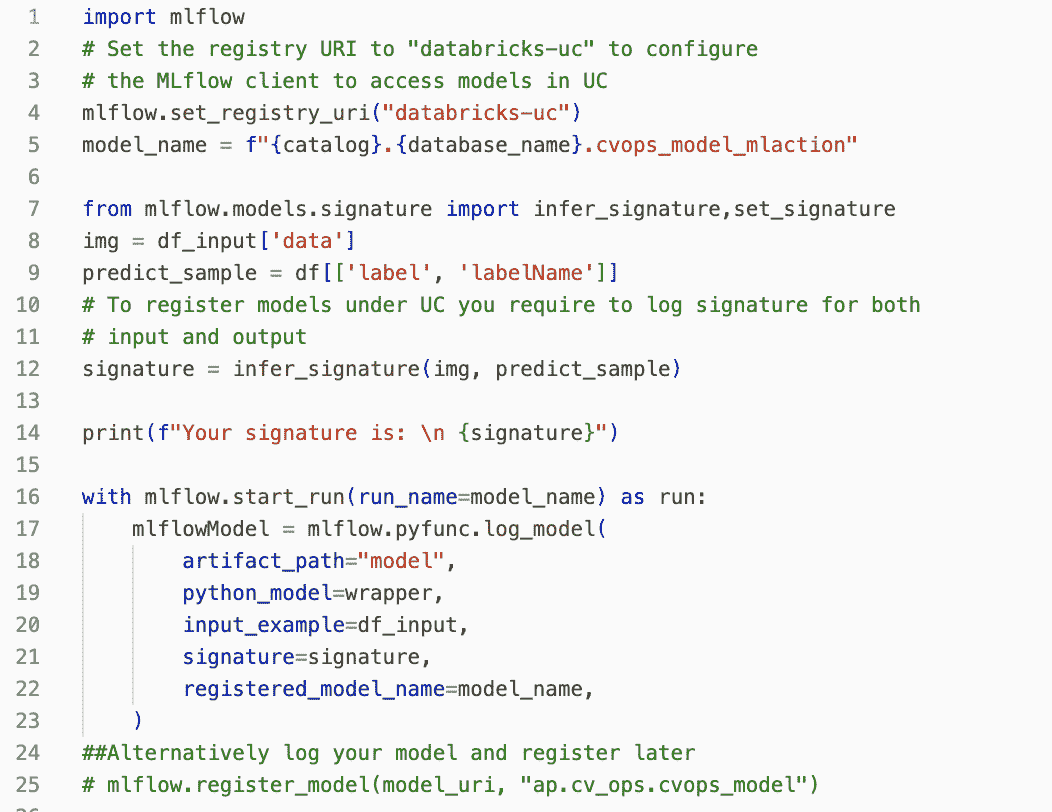 1 import mlflow
2 # Set the registry URI to "databricks-uc" to configure
3 # the MLflow client to access models in UC
4 mlflow.set_registry_uri("databricks-uc")
5 model_name = f"{catalog}.{database_name}.cvops_model_mlaction"
6
7 from mlflow.models.signature import infer_signature,set_signature
8 img = df_input['data']
9 predict_sample = df[['label', 'labelName']]
10 # To register models under UC you require to log signature for both
11 # input and output
12 signature = infer_signature(img, predict_sample)
13
14 print(f"Your signature is: \n {signature}")
15
16 with mlflow.start_run(run_name=model_name) as run:
17     mlflowModel = mlflow.pyfunc.log_model(
18         artifact_path="model",
19         python_model=wrapper,
20         input_example=df_input,
21         signature=signature,
22         registered_model_name=model_name,
23     )
24 ##Alternatively log your model and register later
25 # mlflow.register_model(model_uri, "ap.cv_ops.cvops_model")